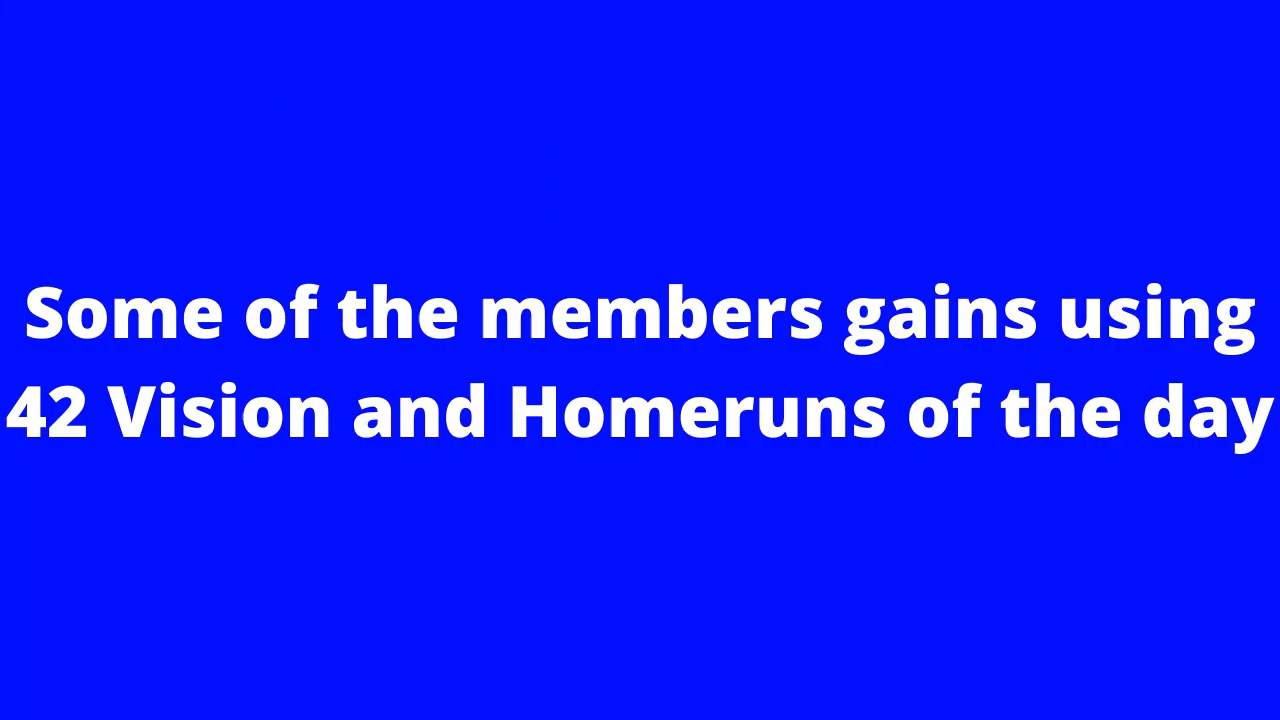 Some of the members gains using
42 Vision and Homeruns of the day